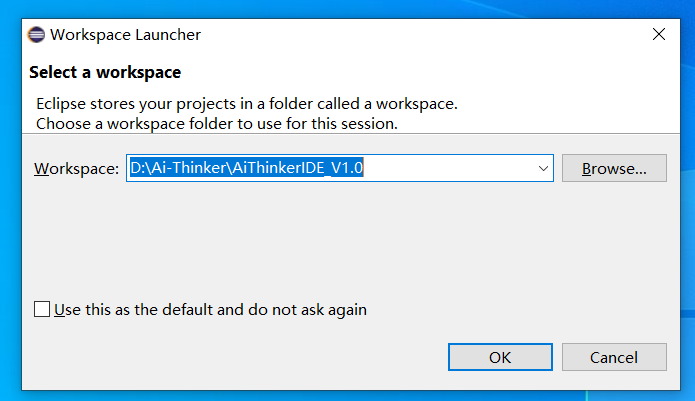 Workspace Launcher
Select a workspace
Eclipse stores your projects in a folder called a workspace.
Choose a workspace folder to use for this session.
Workspace: D:\Ai-Thinker\AiThinkerIDE_V1.0 Browse...
Use this as the default and do not ask again
OK Cancel